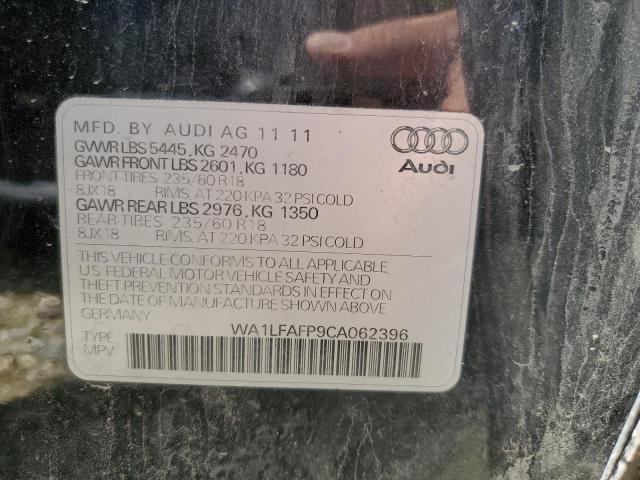 MFD. BY AUDI AG 11 11
GVWR LBS 5445, KG 2470
GAWR FRONT LBS 2601, KG 1180
FRONT-TIRES 235/60 R18
8JX18 RIMS, AT 220 KPA 32 PSI COLD
GAWR REAR LBS 2976, KG 1350
REAR-TIRES 235/60 R18
8JX18 RIMS, AT 220 KPA 32 PSI COLD
Audi
THIS VEHICLE CONFORMS TO ALL APPLICABLE
U.S FEDERAL MOTOR VEHICLE SAFETY AND
THEFT PREVENTION STANDARDS IN EFFECT ON
THE DATE OF MANUFACTURE SHOWN ABOVE
GERMANY
WA1LFAFP9CA062396
TYPE:
MPV